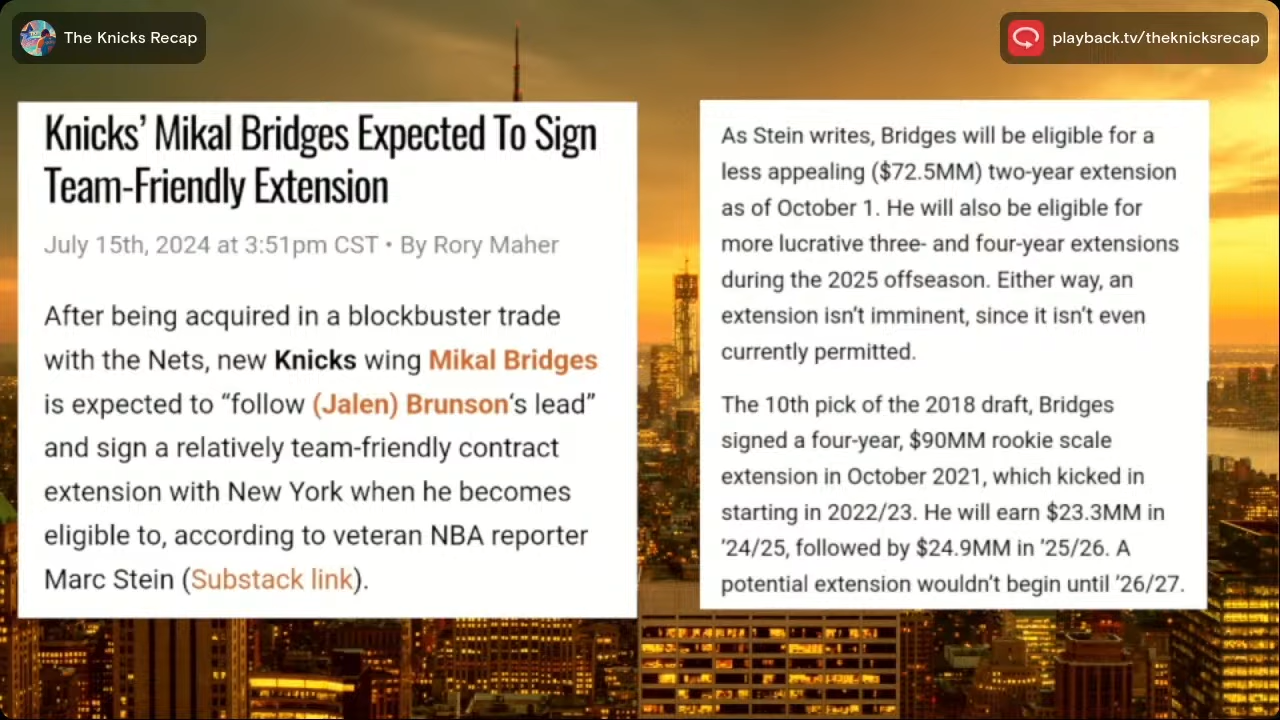 The Knicks Recap
playback.tv/theknicksrecap
Knicks’ Mikal Bridges Expected To Sign
Team-Friendly Extension
July 15th, 2024 at 3:51pm CST • By Rory Maher
After being acquired in a blockbuster trade
with the Nets, new Knicks wing Mikal Bridges
is expected to “follow (Jalen) Brunson‘s lead”
and sign a relatively team-friendly contract
extension with New York when he becomes
eligible to, according to veteran NBA reporter
Marc Stein (Substack link).
As Stein writes, Bridges will be eligible for a
less appealing ($72.5MM) two-year extension
as of October 1. He will also be eligible for
more lucrative three- and four-year extensions
during the 2025 offseason. Either way, an
extension isn’t imminent, since it isn’t even
currently permitted.
The 10th pick of the 2018 draft, Bridges
signed a four-year, $90MM rookie scale
extension in October 2021, which kicked in
starting in 2022/23. He will earn $23.3MM in
’24/25, followed by $24.9MM in ’25/26. A
potential extension wouldn’t begin until ’26/27.